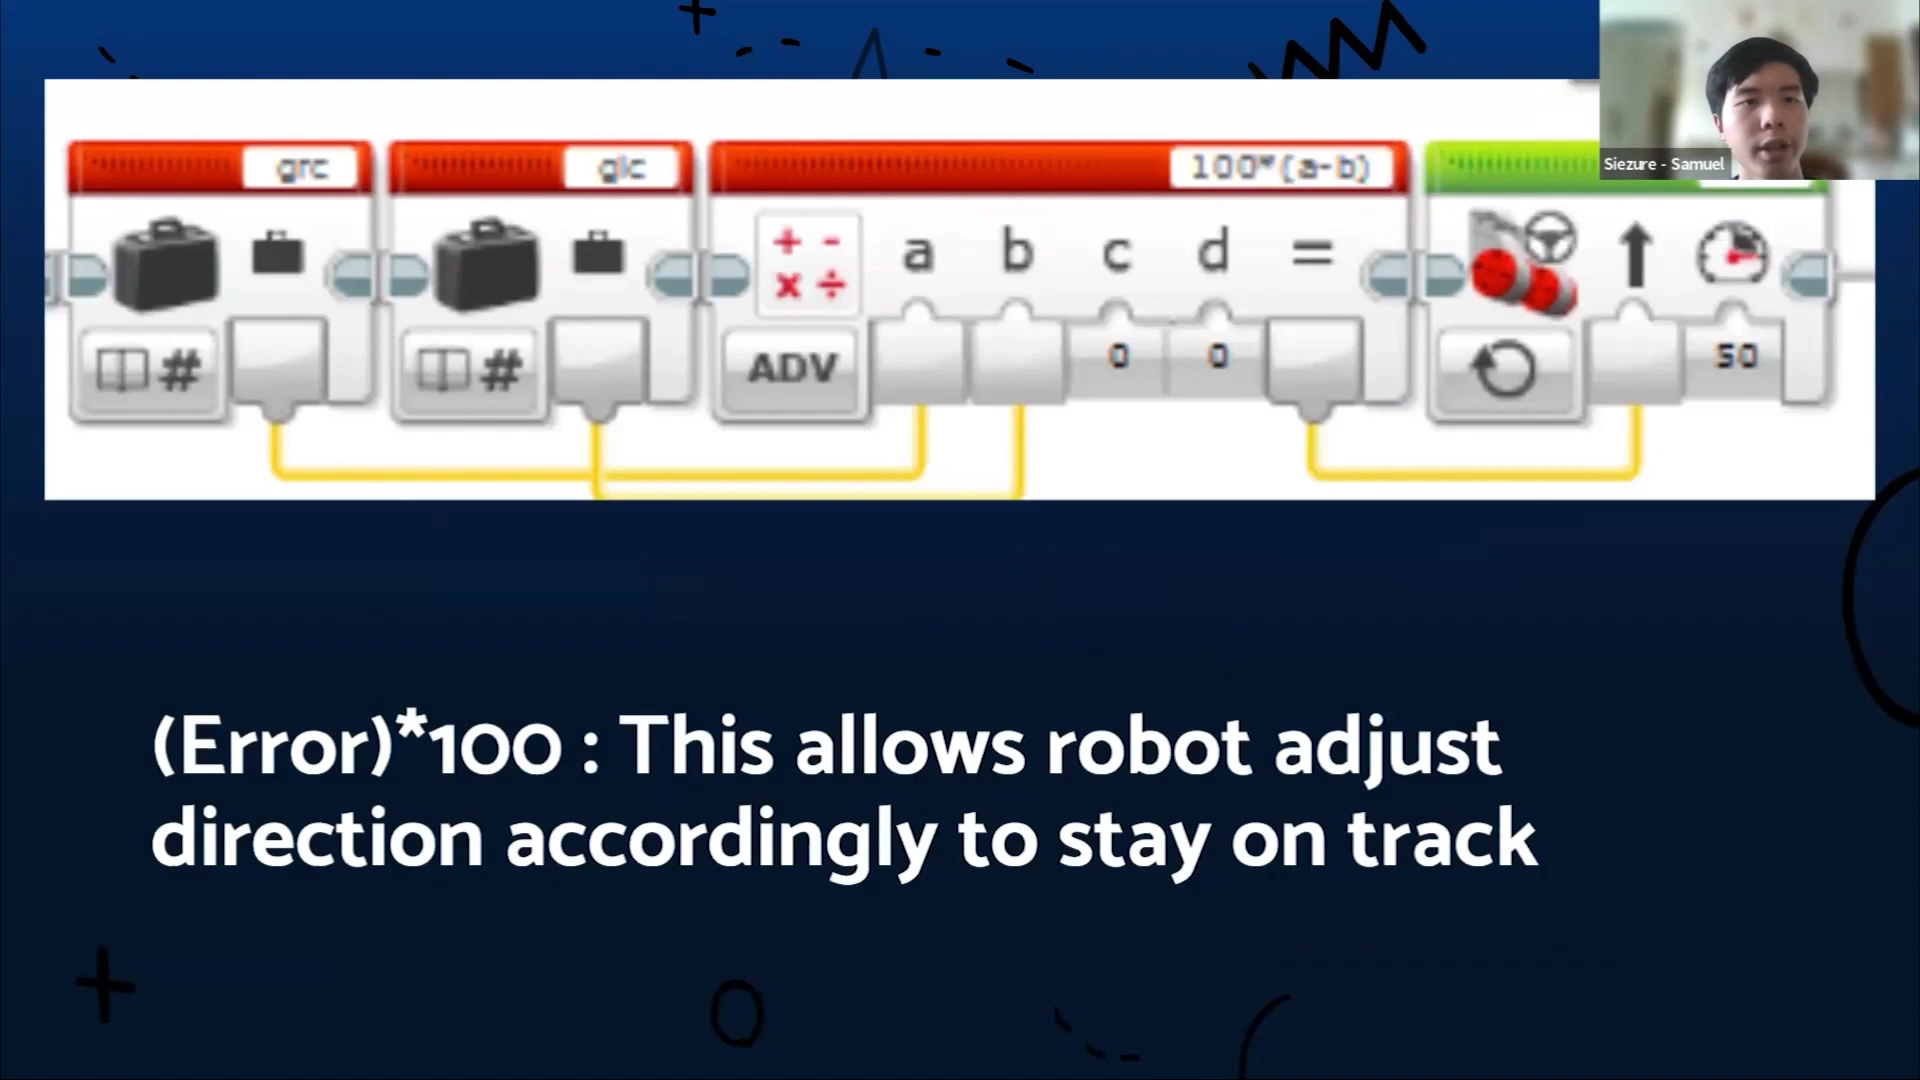 grc
glc
100*(a-b)
+ -
x ÷
a b c d =
# # ADV 0 0 50
Siezure - Samuel
(Error)*100 : This allows robot adjust
direction accordingly to stay on track